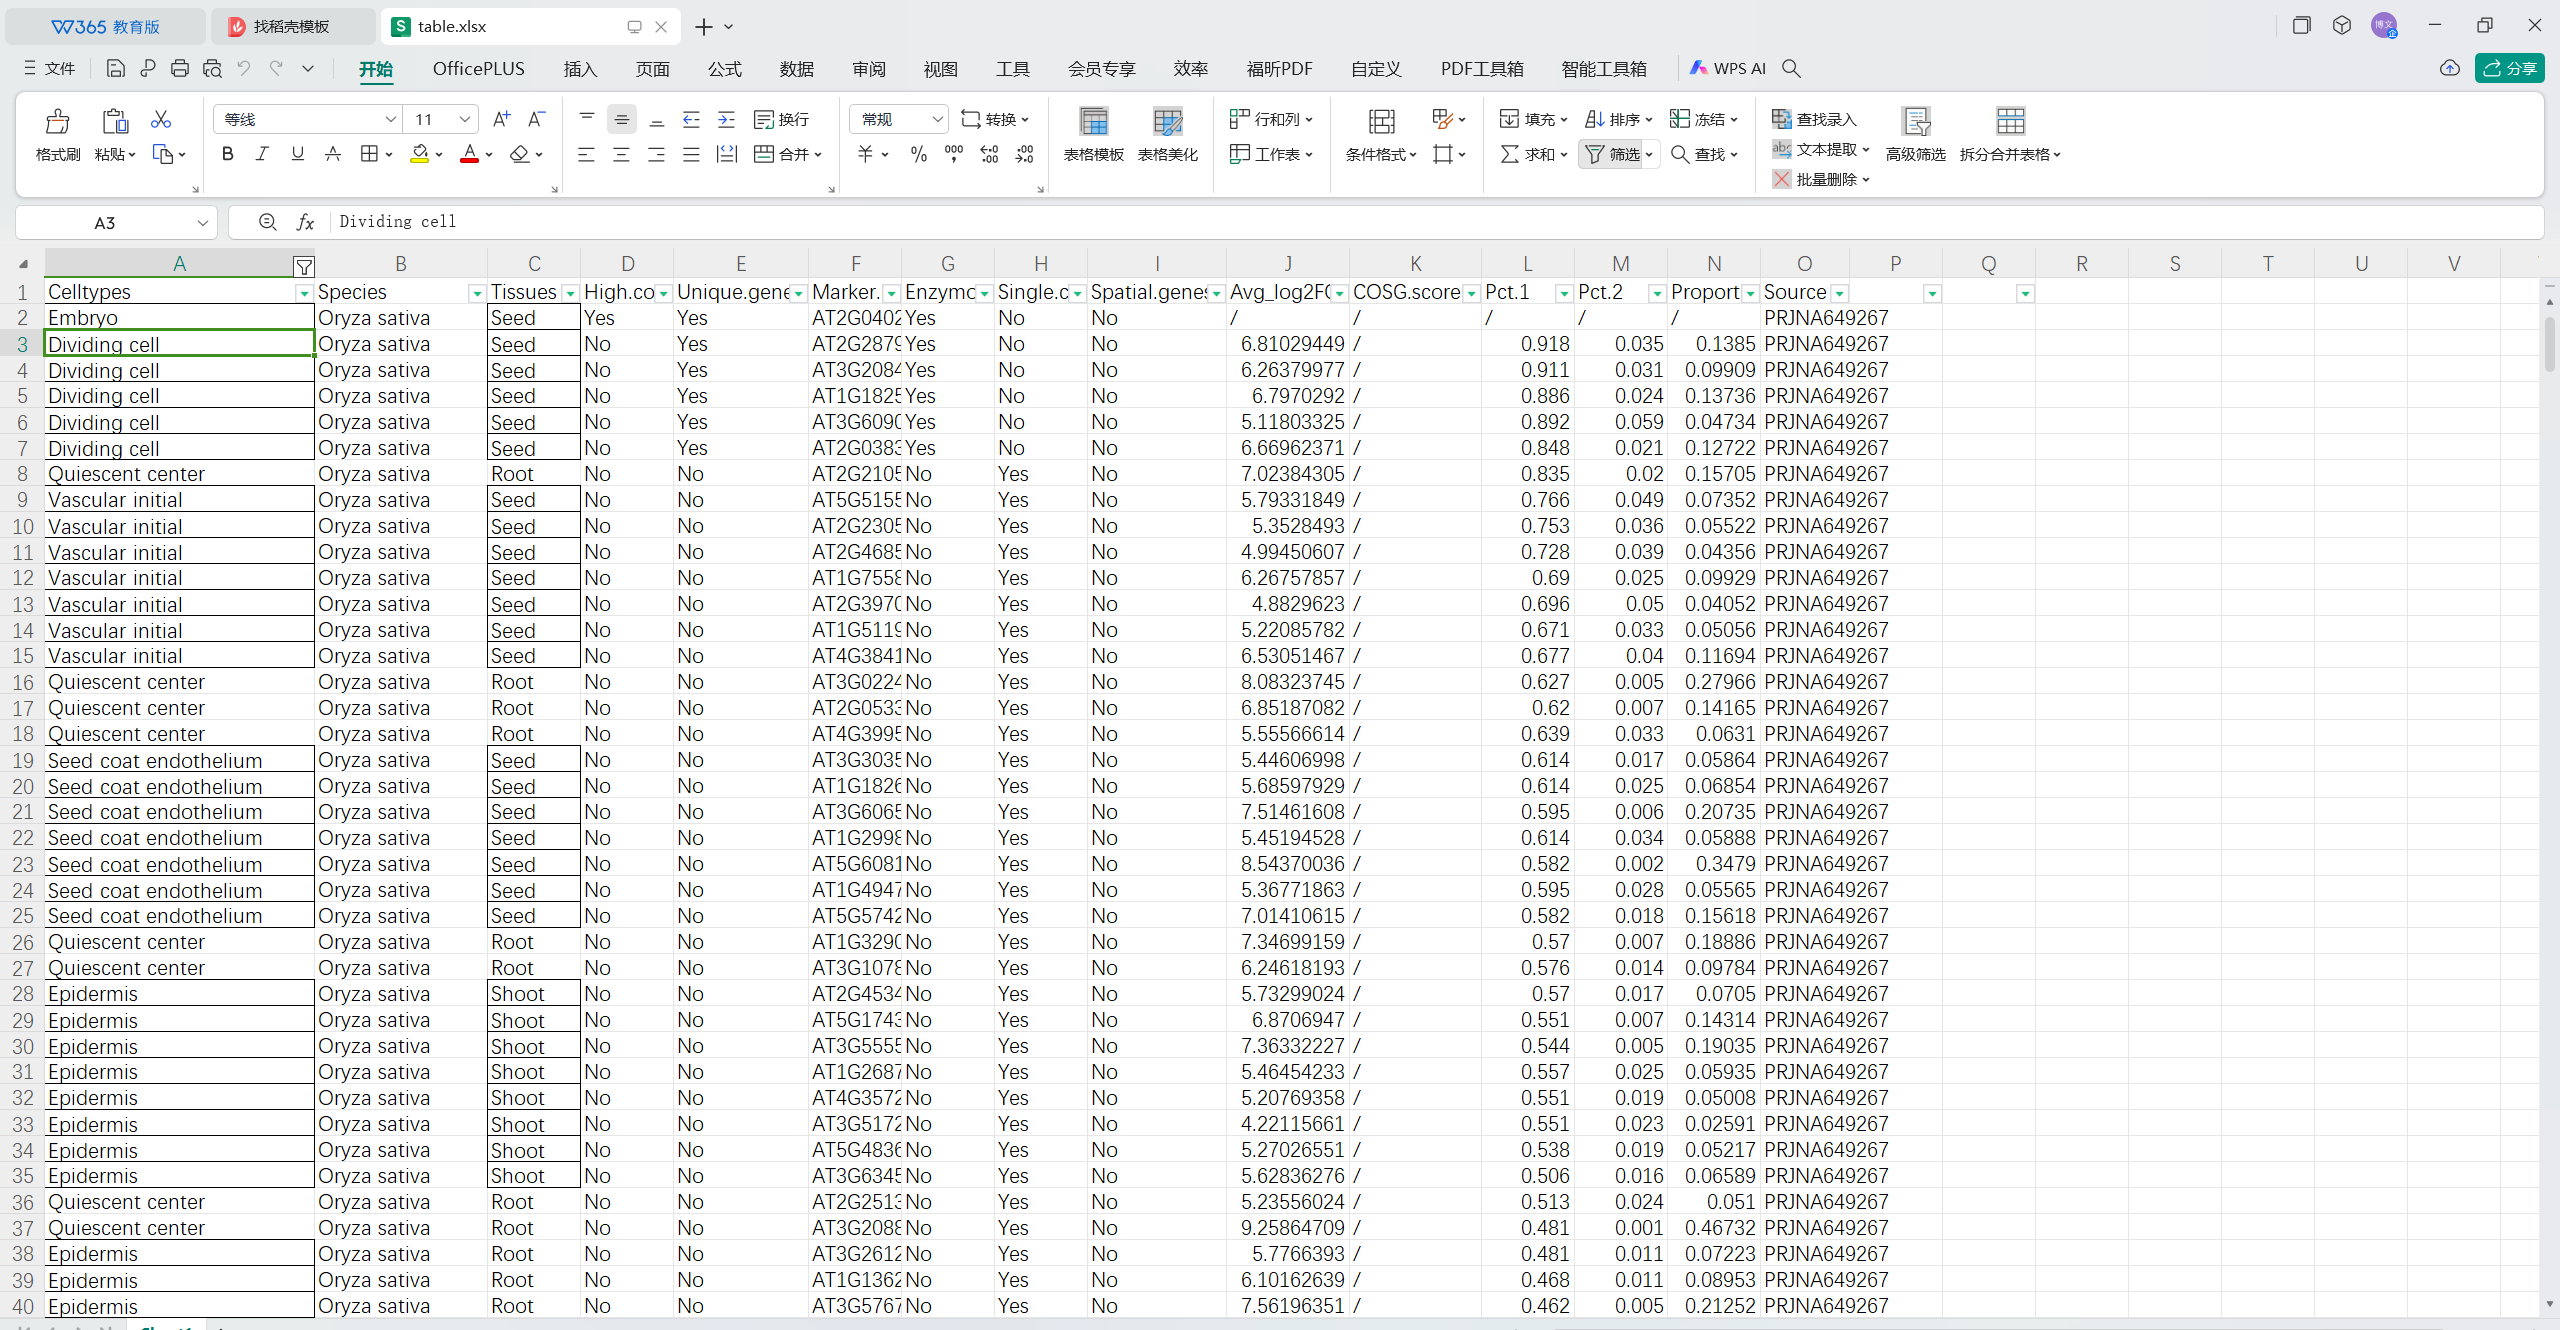 W365 教育版 找稻壳模板 table.xlsx
文件 开始 OfficePLUS 插入 页面 公式 数据 审阅 视图 工具 会员专享 效率 福昕PDF 自定义 PDF工具箱 智能工具箱 WPS AI 分享
等线 11 换行 常规 转换 行和列 填充 排序 冻结 查找录入
格式刷 粘贴 合并 表格模板 表格美化 工作表 条件格式 求和 筛选 查找 文本提取 高级筛选 拆分合并表格
批量删除
A3 fx Dividing cell
A B C D E F G H I J K L M N O P Q R S T U V
1 Celltypes Species Tissues High.co Unique.gene Marker. Enzymo Single.c Spatial.genes Avg_log2F COSG.score Pct.1 Pct.2 Proport Source
2 Embryo Oryza sativa Seed Yes Yes AT2G0402 Yes No No / / / / / PRJNA649267
3 Dividing cell Oryza sativa Seed No Yes AT2G2879 Yes No No 6.81029449 / 0.918 0.035 0.1385 PRJNA649267
4 Dividing cell Oryza sativa Seed No Yes AT3G2084 Yes No No 6.26379977 / 0.911 0.031 0.09909 PRJNA649267
5 Dividing cell Oryza sativa Seed No Yes AT1G1825 Yes No No 6.7970292 / 0.886 0.024 0.13736 PRJNA649267
6 Dividing cell Oryza sativa Seed No Yes AT3G6090 Yes No No 5.11803325 / 0.892 0.059 0.04734 PRJNA649267
7 Dividing cell Oryza sativa Seed No Yes AT2G0383 Yes No No 6.66962371 / 0.848 0.021 0.12722 PRJNA649267
8 Quiescent center Oryza sativa Root No No AT2G2105 No Yes No 7.02384305 / 0.835 0.02 0.15705 PRJNA649267
9 Vascular initial Oryza sativa Seed No No AT5G5155 No Yes No 5.79331849 / 0.766 0.049 0.07352 PRJNA649267
10 Vascular initial Oryza sativa Seed No No AT2G2305 No Yes No 5.3528493 / 0.753 0.036 0.05522 PRJNA649267
11 Vascular initial Oryza sativa Seed No No AT2G4685 No Yes No 4.99450607 / 0.728 0.039 0.04356 PRJNA649267
12 Vascular initial Oryza sativa Seed No No AT1G7558 No Yes No 6.26757857 / 0.69 0.025 0.09929 PRJNA649267
13 Vascular initial Oryza sativa Seed No No AT2G3970 No Yes No 4.8829623 / 0.696 0.05 0.04052 PRJNA649267
14 Vascular initial Oryza sativa Seed No No AT1G5119 No Yes No 5.22085782 / 0.671 0.033 0.05056 PRJNA649267
15 Vascular initial Oryza sativa Seed No No AT4G3841 No Yes No 6.53051467 / 0.677 0.04 0.11694 PRJNA649267
16 Quiescent center Oryza sativa Root No No AT3G0224 No Yes No 8.08323745 / 0.627 0.005 0.27966 PRJNA649267
17 Quiescent center Oryza sativa Root No No AT2G0533 No Yes No 6.85187082 / 0.62 0.007 0.14165 PRJNA649267
18 Quiescent center Oryza sativa Root No No AT4G3995 No Yes No 5.55566614 / 0.639 0.033 0.0631 PRJNA649267
19 Seed coat endothelium Oryza sativa Seed No No AT3G3035 No Yes No 5.44606998 / 0.614 0.017 0.05864 PRJNA649267
20 Seed coat endothelium Oryza sativa Seed No No AT1G1826 No Yes No 5.68597929 / 0.614 0.025 0.06854 PRJNA649267
21 Seed coat endothelium Oryza sativa Seed No No AT3G6065 No Yes No 7.51461608 / 0.595 0.006 0.20735 PRJNA649267
22 Seed coat endothelium Oryza sativa Seed No No AT1G2998 No Yes No 5.45194528 / 0.614 0.034 0.05888 PRJNA649267
23 Seed coat endothelium Oryza sativa Seed No No AT5G6081 No Yes No 8.54370036 / 0.582 0.002 0.3479 PRJNA649267
24 Seed coat endothelium Oryza sativa Seed No No AT1G4947 No Yes No 5.36771863 / 0.595 0.028 0.05565 PRJNA649267
25 Seed coat endothelium Oryza sativa Seed No No AT5G5742 No Yes No 7.01410615 / 0.582 0.018 0.15618 PRJNA649267
26 Quiescent center Oryza sativa Root No No AT1G3290 No Yes No 7.34699159 / 0.57 0.007 0.18886 PRJNA649267
27 Quiescent center Oryza sativa Root No No AT3G1078 No Yes No 6.24618193 / 0.576 0.014 0.09784 PRJNA649267
28 Epidermis Oryza sativa Shoot No No AT2G4534 No Yes No 5.73299024 / 0.57 0.017 0.0705 PRJNA649267
29 Epidermis Oryza sativa Shoot No No AT5G1743 No Yes No 6.8706947 / 0.551 0.007 0.14314 PRJNA649267
30 Epidermis Oryza sativa Shoot No No AT3G5555 No Yes No 7.36332227 / 0.544 0.005 0.19035 PRJNA649267
31 Epidermis Oryza sativa Shoot No No AT1G2687 No Yes No 5.46454233 / 0.557 0.025 0.05935 PRJNA649267
32 Epidermis Oryza sativa Shoot No No AT4G3572 No Yes No 5.20769358 / 0.551 0.019 0.05008 PRJNA649267
33 Epidermis Oryza sativa Shoot No No AT3G5172 No Yes No 4.22115661 / 0.551 0.023 0.02591 PRJNA649267
34 Epidermis Oryza sativa Shoot No No AT5G4836 No Yes No 5.27026551 / 0.538 0.019 0.05217 PRJNA649267
35 Epidermis Oryza sativa Shoot No No AT3G6345 No Yes No 5.62836276 / 0.506 0.016 0.06589 PRJNA649267
36 Quiescent center Oryza sativa Root No No AT2G2513 No Yes No 5.23556024 / 0.513 0.024 0.051 PRJNA649267
37 Quiescent center Oryza sativa Root No No AT3G2088 No Yes No 9.25864709 / 0.481 0.001 0.46732 PRJNA649267
38 Epidermis Oryza sativa Root No No AT3G2612 No Yes No 5.7766393 / 0.481 0.011 0.07223 PRJNA649267
39 Epidermis Oryza sativa Root No No AT1G1362 No Yes No 6.10162639 / 0.468 0.011 0.08953 PRJNA649267
40 Epidermis Oryza sativa Root No No AT3G5767 No Yes No 7.56196351 / 0.462 0.005 0.21252 PRJNA649267